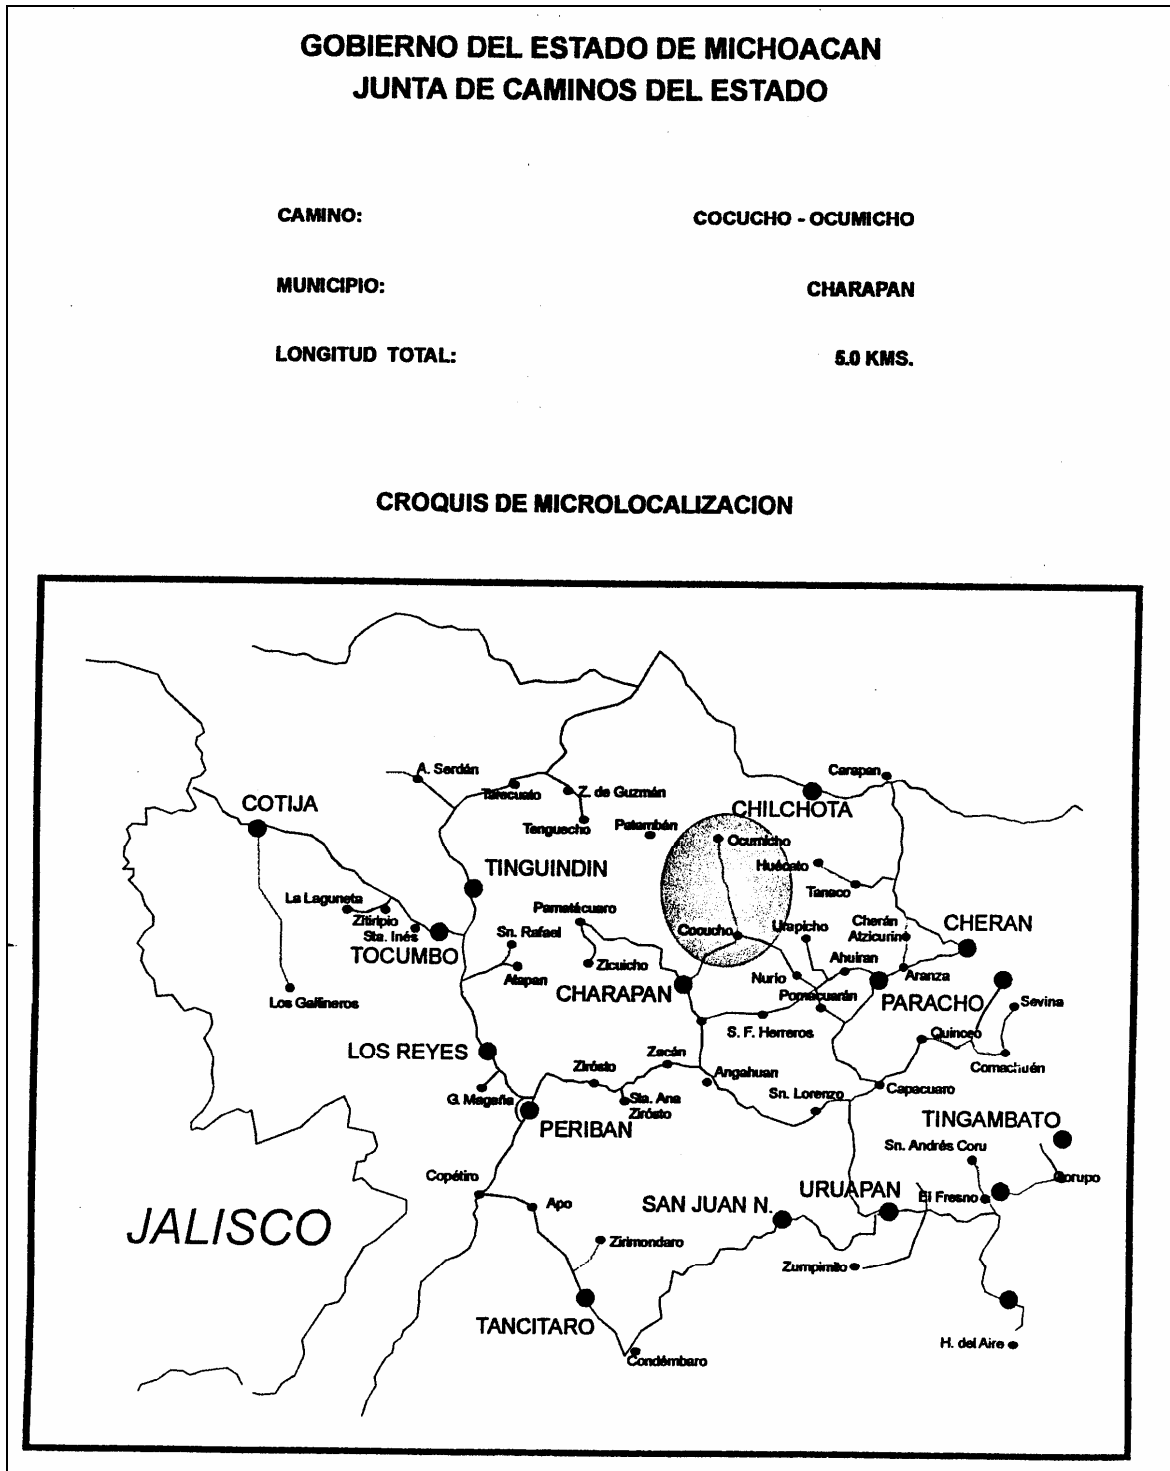 GOBIERNO DEL ESTADO DE MICHOACAN
JUNTA DE CAMINOS DEL ESTADO
CAMINO: COCUCHO - OCUMICHO
MUNICIPIO: CHARAPAN
LONGITUD TOTAL: 5.0 KMS.
CROQUIS DE MICROLOCALIZACION
A. Serdán
Carapan
Tarecuato
Z. de Guzmán
COTIJA
CHILCHOTA
Tenguecho
Patambán
Ocumicho
Huécato
TINGUINDIN
Tanaco
La Laguneta
Zitiripio
Pamatácuaro
Cherán
Atzicurin
CHERAN
Sta. Inés
Sn. Rafael
Cocucho
Urapicho
TOCUMBO
Ahuiran
Zicuicho
Atapan
Nurio
Aranza
CHARAPAN
Pomacuarán
PARACHO
Los Gallineros
Sevina
S. F. Herreros
Quinceo
LOS REYES
Zacán
Zirósto
Comachuén
Angahuan
G. Magaña
Sta. Ana
Zirósto
Sn. Lorenzo
Capacuaro
PERIBAN
TINGAMBATO
Sn. Andrés Coru
Copétiro
Corupo
URUAPAN
El Fresno
Apo
SAN JUAN N.
JALISCO
Zirimondaro
Zumpimito
TANCITARO
H. del Aire
Condémbaro